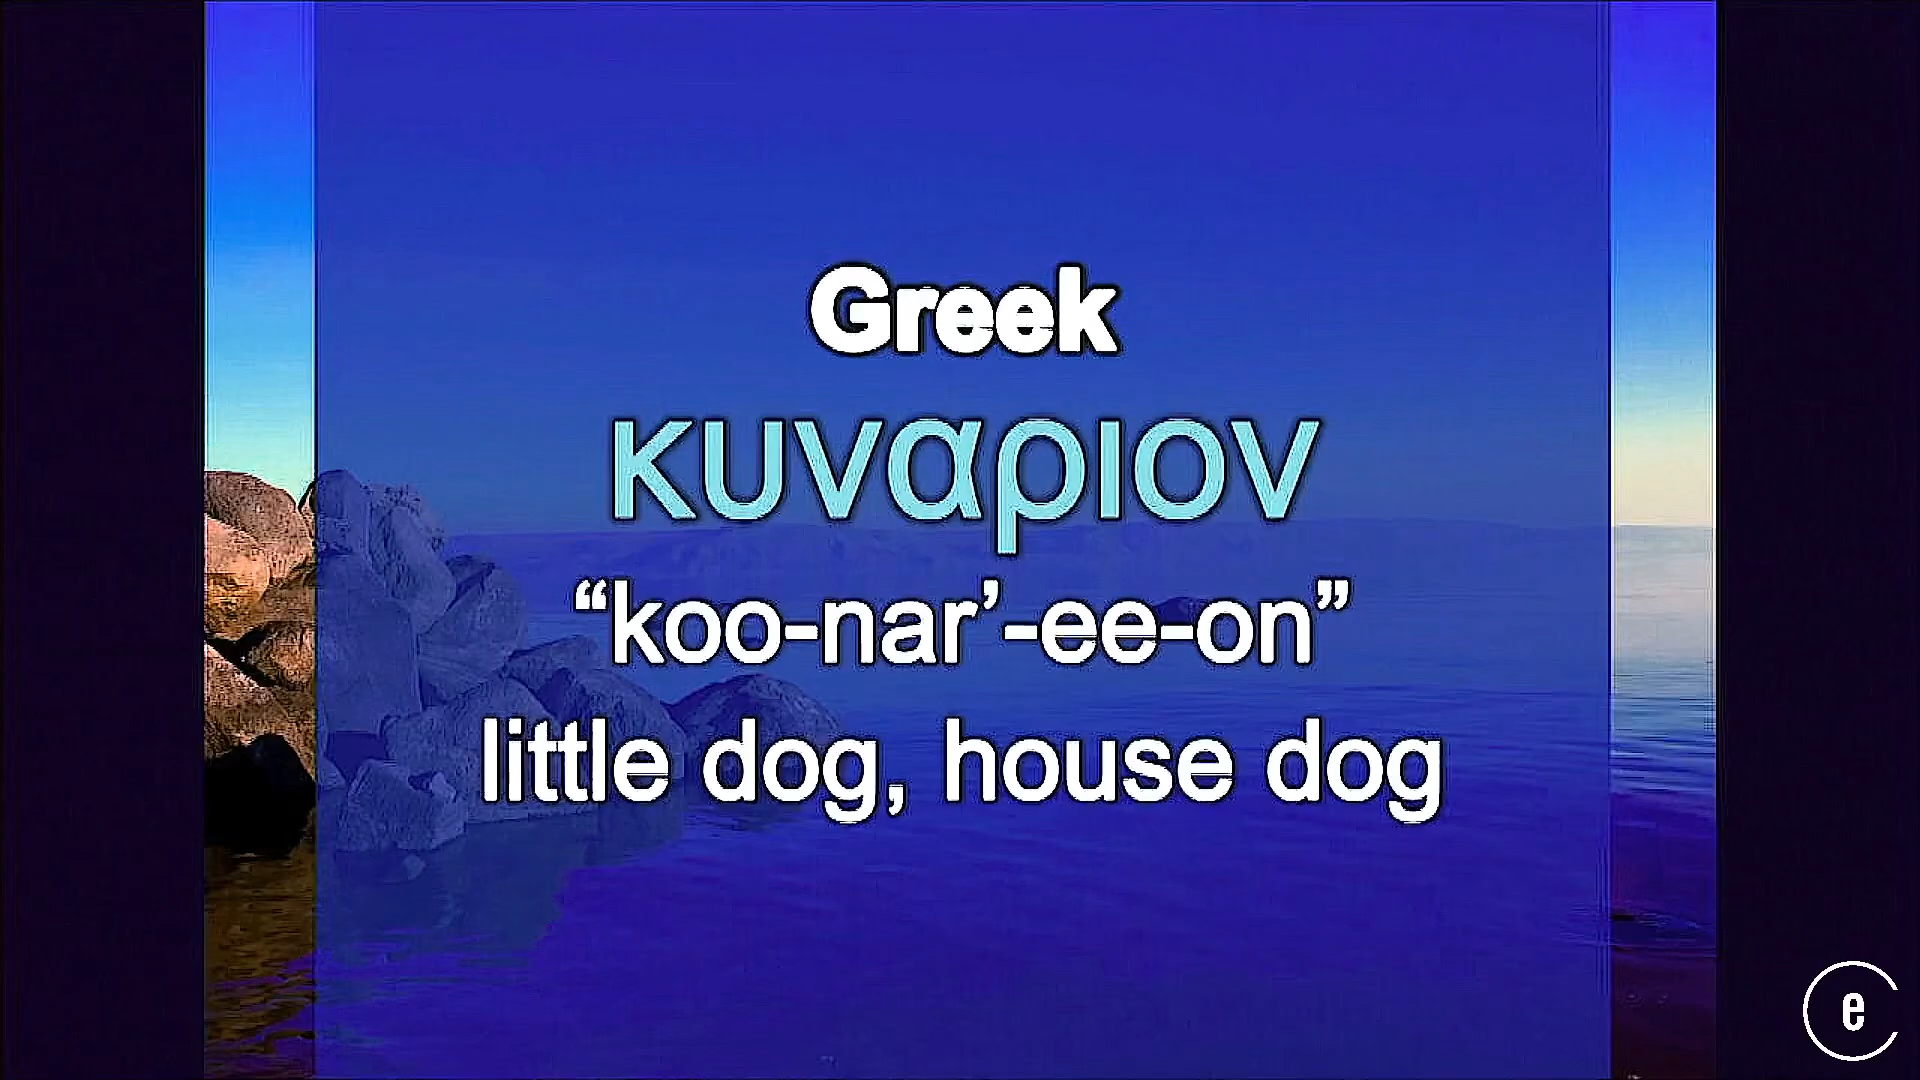 Greek
κυναριον
“koo-nar’-ee-on”
little dog, house dog
e